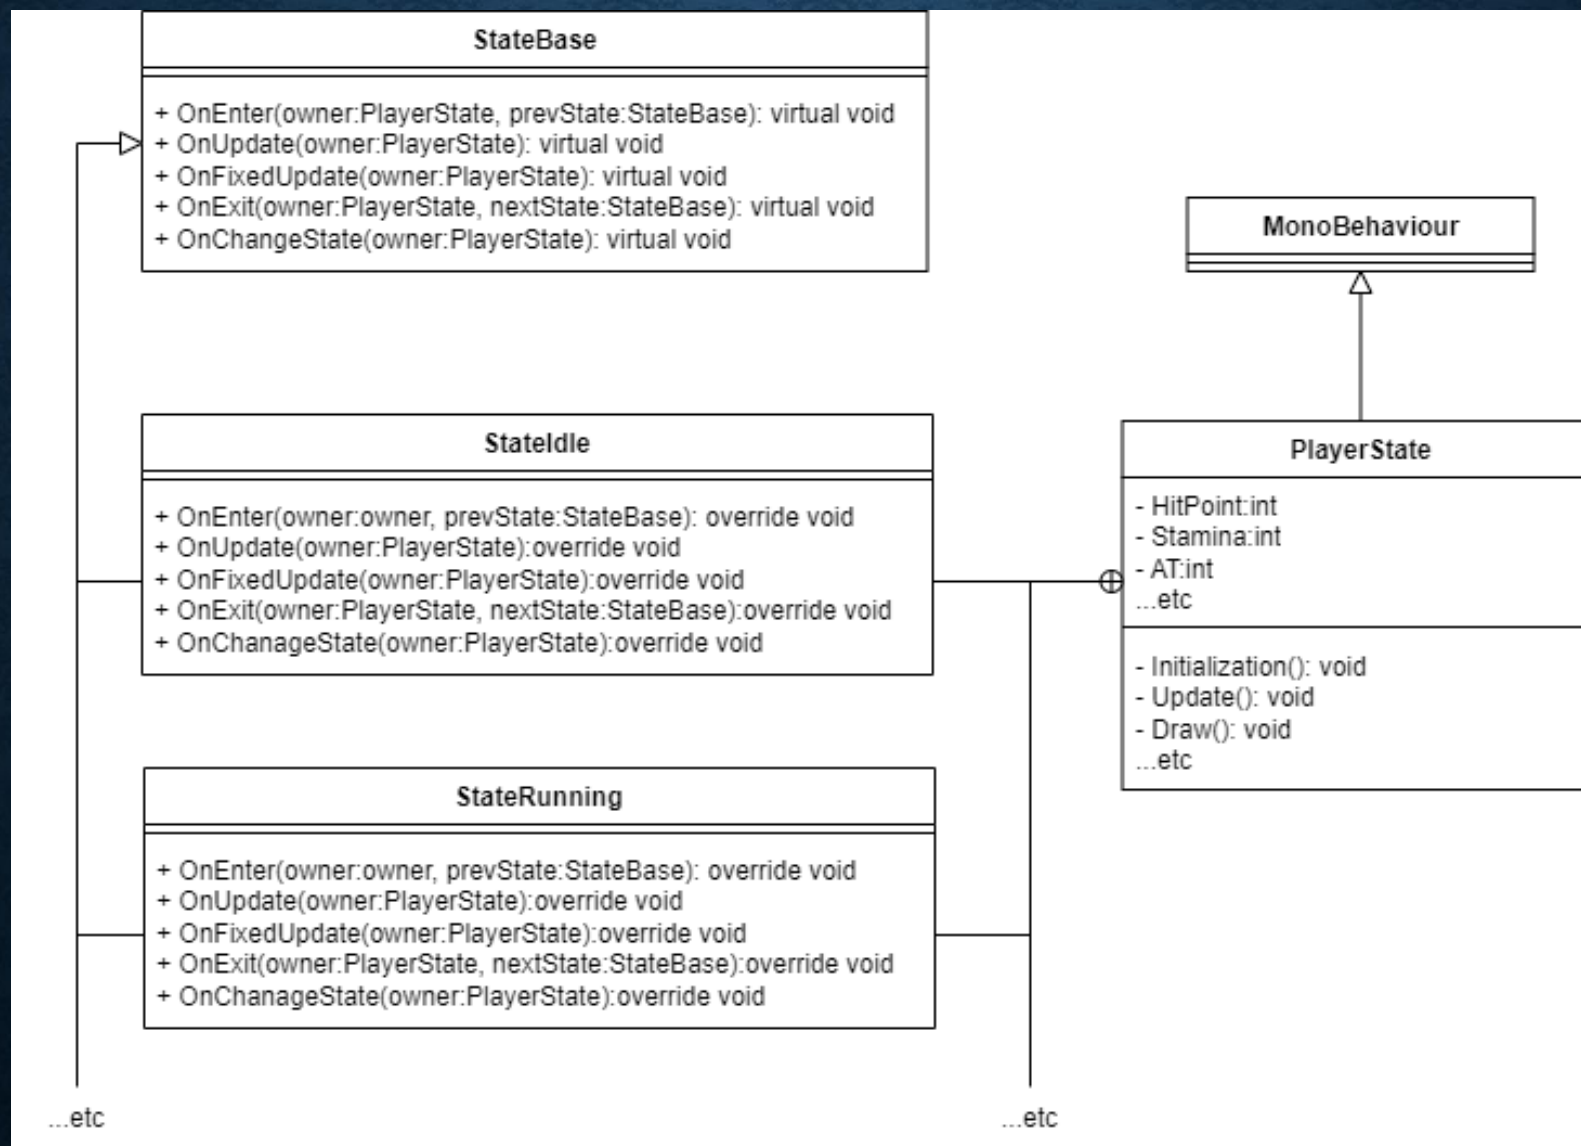 StateBase
+ OnEnter(owner:PlayerState, prevState:StateBase): virtual void
+ OnUpdate(owner:PlayerState): virtual void
+ OnFixedUpdate(owner:PlayerState): virtual void
+ OnExit(owner:PlayerState, nextState:StateBase): virtual void
+ OnChangeState(owner:PlayerState): virtual void
MonoBehaviour
StateIdle
+ OnEnter(owner:owner, prevState:StateBase): override void
+ OnUpdate(owner:PlayerState):override void
+ OnFixedUpdate(owner:PlayerState):override void
+ OnExit(owner:PlayerState, nextState:StateBase):override void
+ OnChanageState(owner:PlayerState):override void
PlayerState
- HitPoint:int
- Stamina:int
- AT:int
...etc
- Initialization(): void
- Update(): void
- Draw(): void
...etc
StateRunning
+ OnEnter(owner:owner, prevState:StateBase): override void
+ OnUpdate(owner:PlayerState):override void
+ OnFixedUpdate(owner:PlayerState):override void
+ OnExit(owner:PlayerState, nextState:StateBase):override void
+ OnChanageState(owner:PlayerState):override void
...etc
...etc